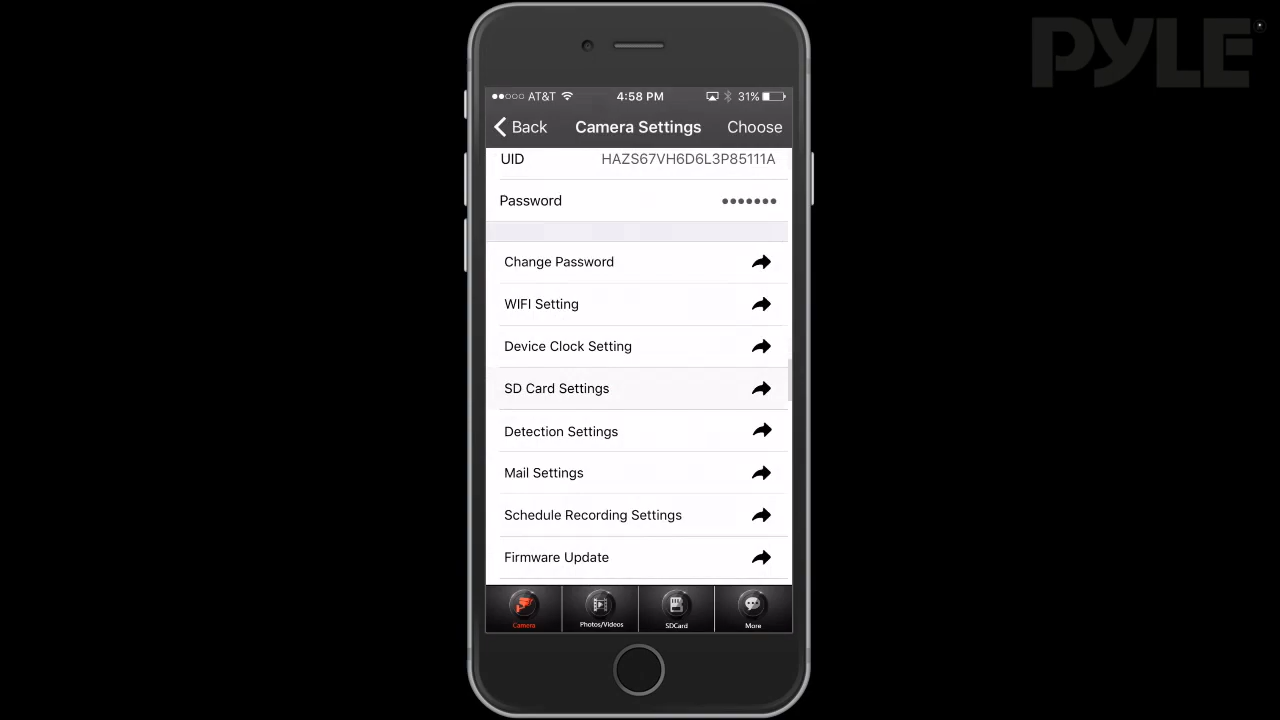 PYLE
AT&T 4:58 PM 31%
Back Camera Settings Choose
UID HAZS67VH6D6L3P85111A
Password •••••••
Change Password
WIFI Setting
Device Clock Setting
SD Card Settings
Detection Settings
Mail Settings
Schedule Recording Settings
Firmware Update
Camera Photos/Videos SDCard More